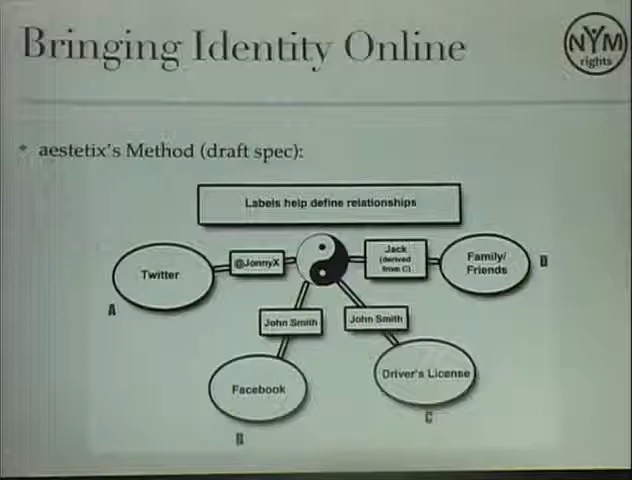 Bringing Identity Online
NYM
rights
* aestetix's Method (draft spec):
Labels help define relationships
Twitter
@JonnyX
Jack
(derived
from C)
Family/
Friends
D
A
John Smith
John Smith
Facebook
Driver's License
B
C